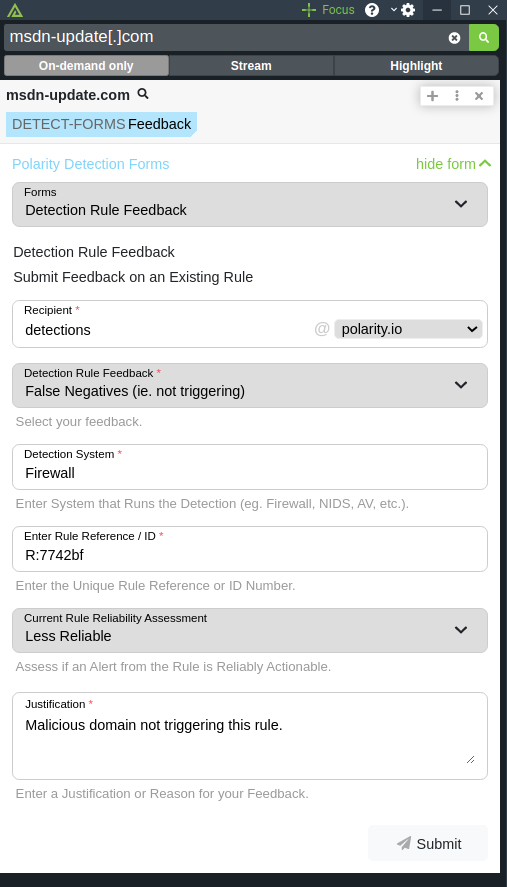 Focus
msdn-update[.]com
On-demand only Stream Highlight
msdn-update.com
DETECT-FORMS Feedback
Polarity Detection Forms hide form
Forms
Detection Rule Feedback
Detection Rule Feedback
Submit Feedback on an Existing Rule
Recipient *
detections @ polarity.io
Detection Rule Feedback *
False Negatives (ie. not triggering)
Select your feedback.
Detection System *
Firewall
Enter System that Runs the Detection (eg. Firewall, NIDS, AV, etc.).
Enter Rule Reference / ID *
R:7742bf
Enter the Unique Rule Reference or ID Number.
Current Rule Reliability Assessment
Less Reliable
Assess if an Alert from the Rule is Reliably Actionable.
Justification *
Malicious domain not triggering this rule.
Enter a Justification or Reason for your Feedback.
Submit